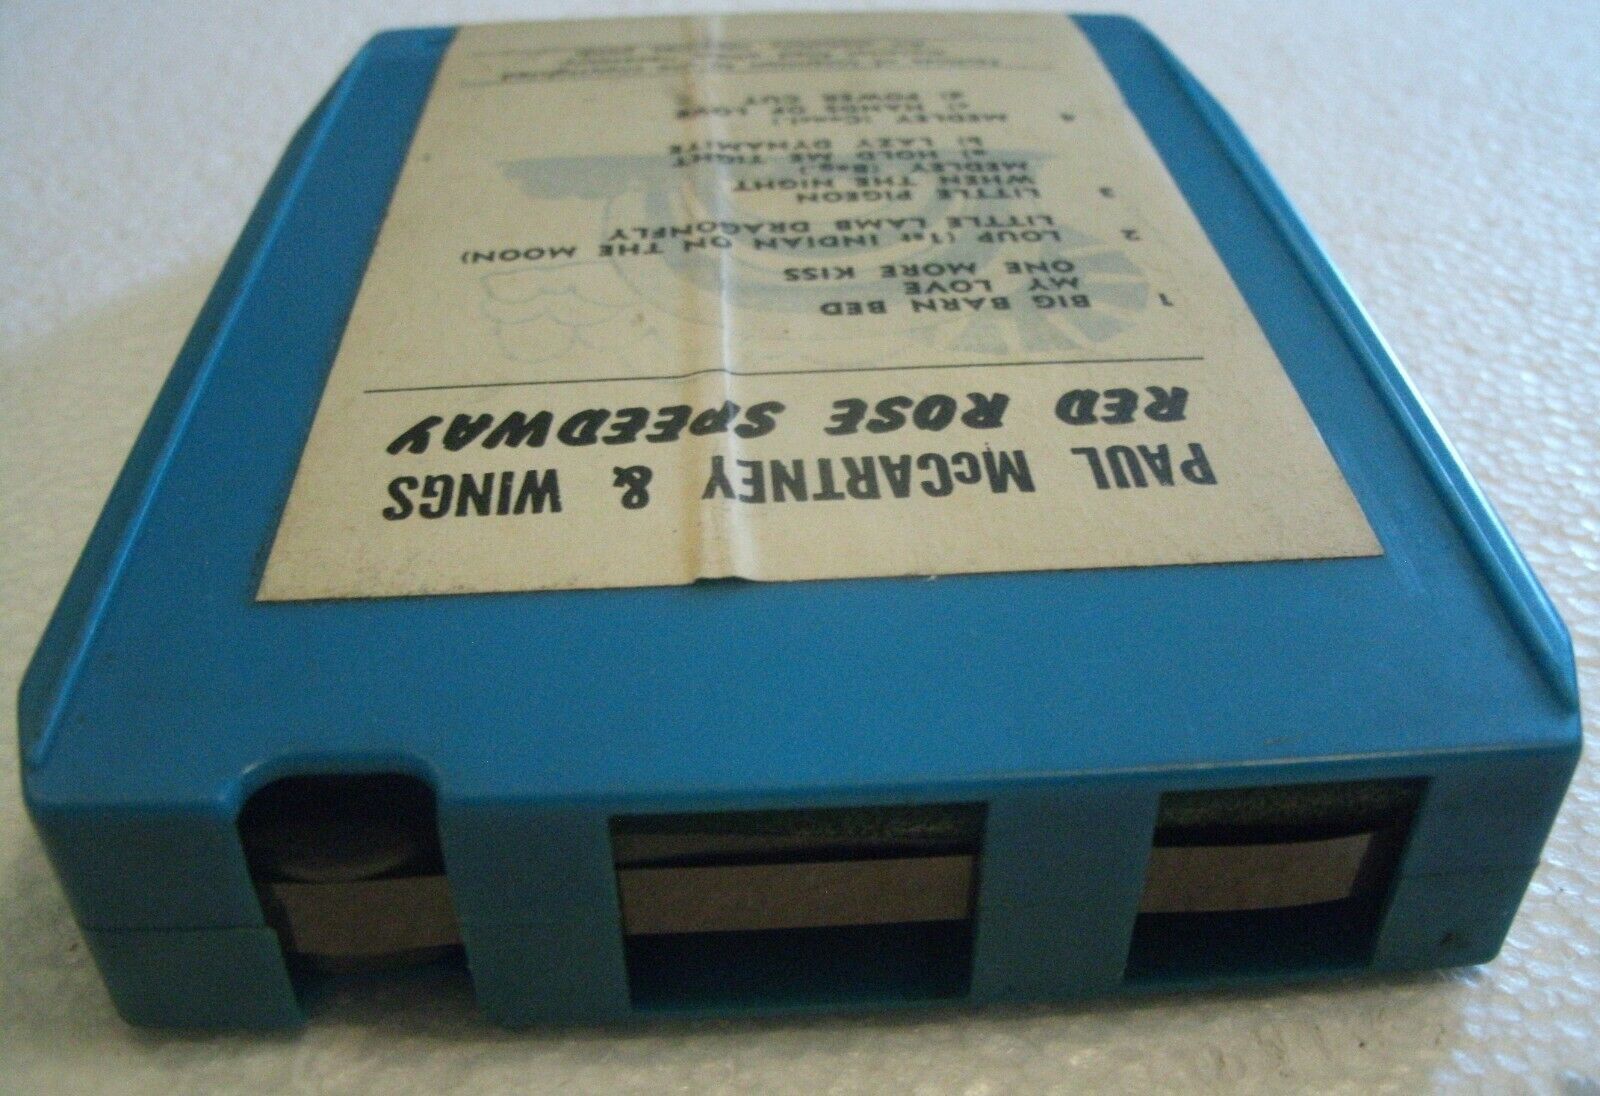 PAUL McCARTNEY & WINGS
RED ROSE SPEEDWAY
1 BIG BARN BED
MY LOVE
ONE MORE KISS
2 LOUP (1st INDIAN ON THE MOON)
LITTLE LAMB DRAGONFLY
3 LITTLE PIGEON
WHEN THE NIGHT
MEDLEY (Beg.)
a) HOLD ME TIGHT
b) LAZY DYNAMITE
4 MEDLEY (Concl.)
c) HANDS OF LOVE
d) POWER CUT